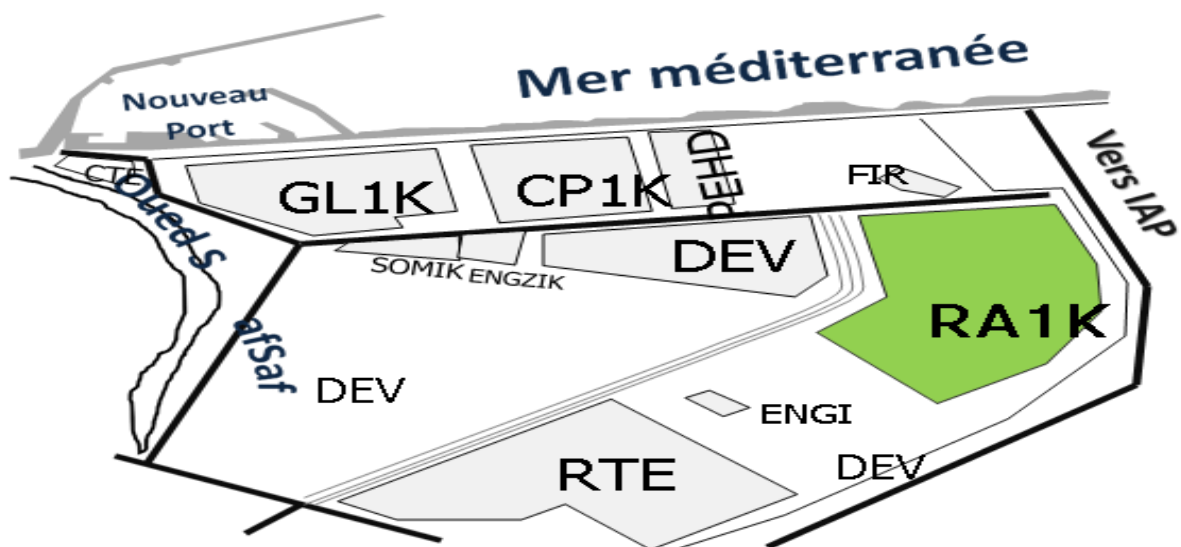 Mer méditerranée
Nouveau
Port
CTE
Oued S
afSaf
GL1K
CP1K
CHEP
FIR
Vers IAP
SOMIK
ENGZIK
DEV
RA1K
DEV
ENGI
RTE
DEV